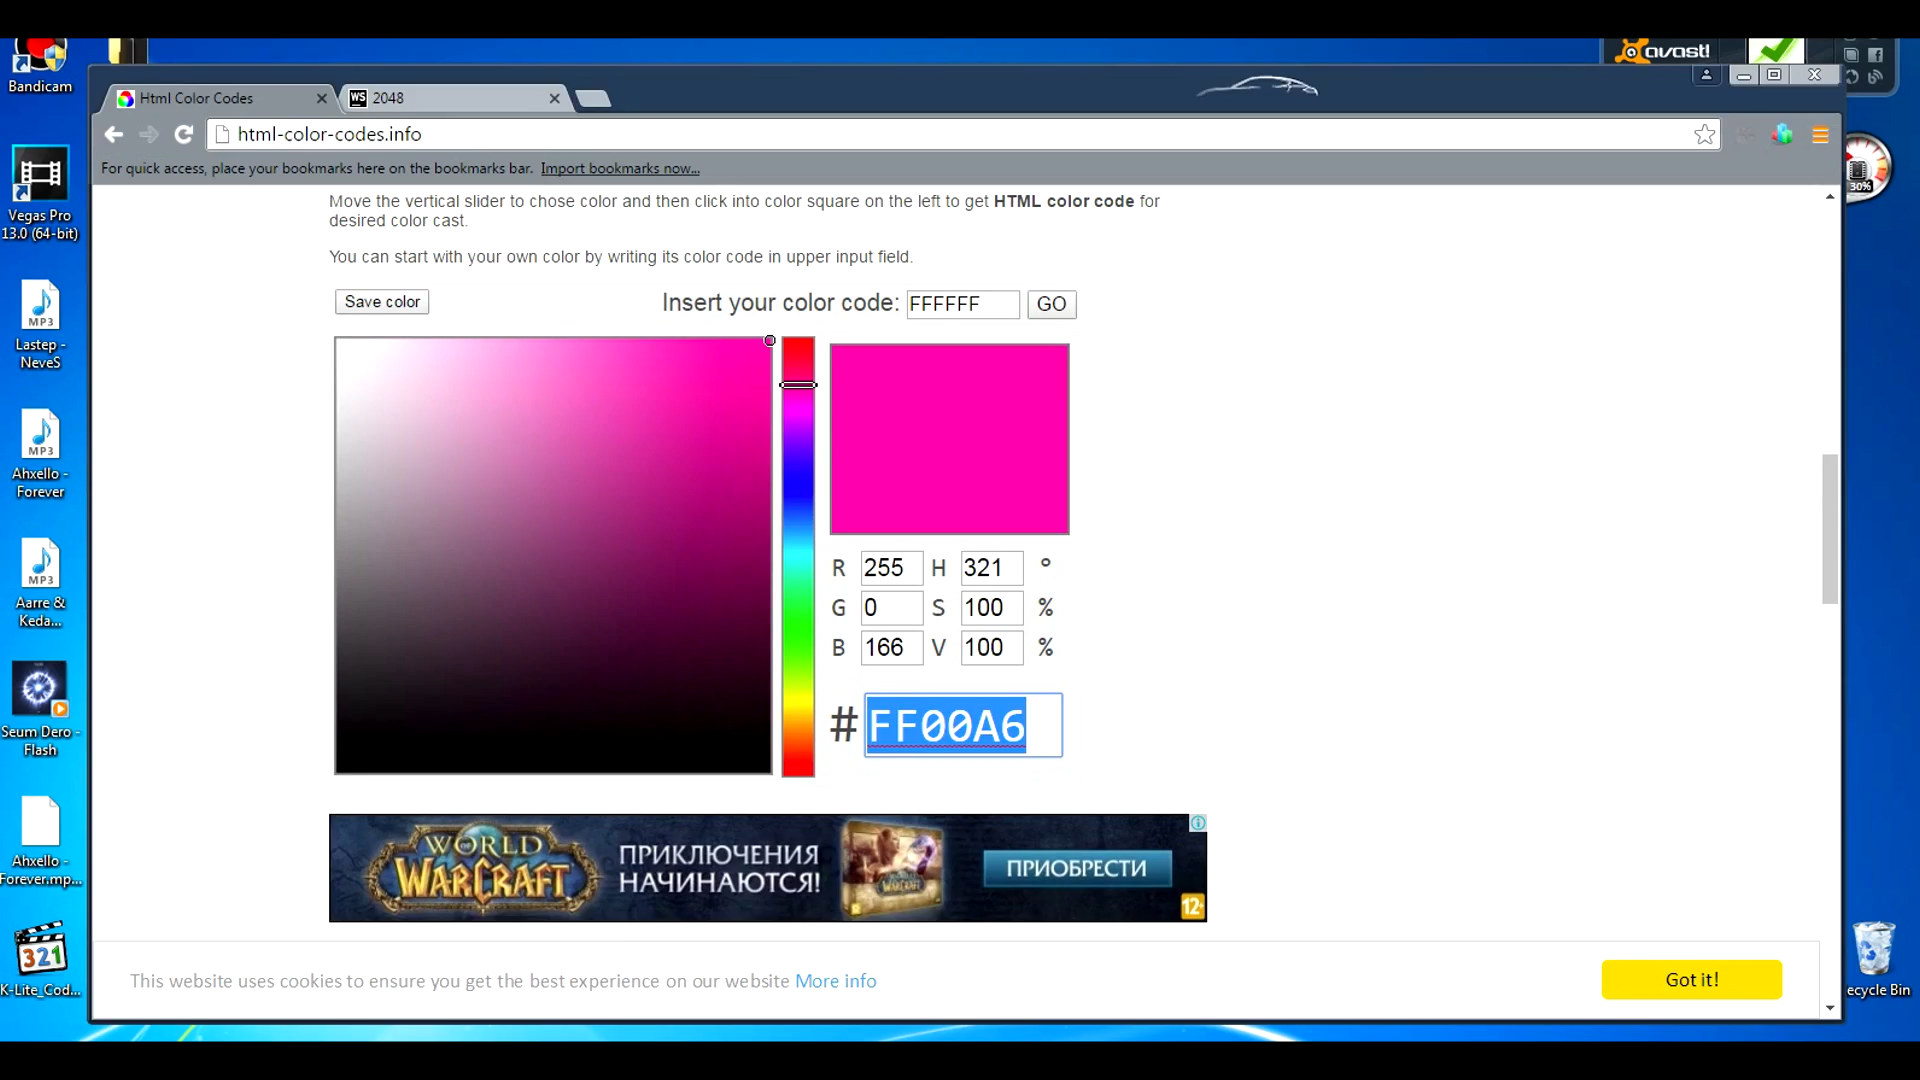 Bandicam
avast!
Html Color Codes
WS 2048
html-color-codes.info
For quick access, place your bookmarks here on the bookmarks bar. Import bookmarks now...
30%
Vegas Pro
13.0 (64-bit)
MP3
Lastep -
NeveS
MP3
Ahxello -
Forever
MP3
Aarre &
Keda...
Seum Dero -
Flash
Ahxello -
Forever.mp...
321
K-Lite_Cod...
ecycle Bin
Move the vertical slider to chose color and then click into color square on the left to get HTML color code for
desired color cast.
You can start with your own color by writing its color code in upper input field.
Save color
Insert your color code: FFFFFF GO
R 255 H 321 °
G 0 S 100 %
B 166 V 100 %
# FF00A6
WORLD
WARCRAFT
ПРИКЛЮЧЕНИЯ
НАЧИНАЮТСЯ!
ПРИОБРЕСТИ
12+
This website uses cookies to ensure you get the best experience on our website More info
Got it!